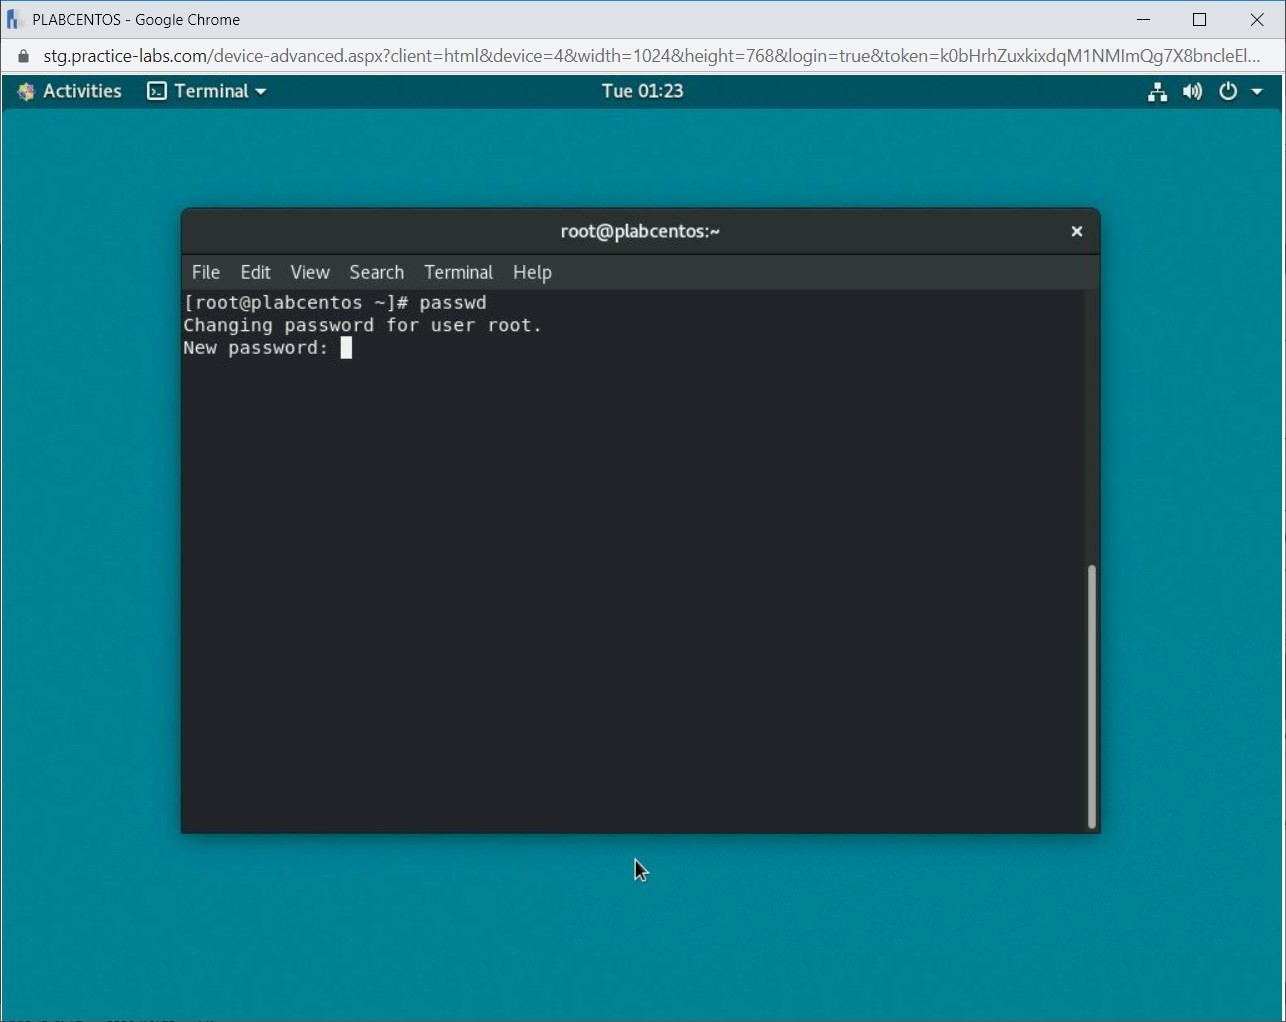 PLABCENTOS - Google Chrome
stg.practice-labs.com/device-advanced.aspx?client=html&device=4&width=1024&height=768&login=true&token=k0bHrhZuxkixdqM1NMImQg7X8bncleEl...
Activities Terminal Tue 01:23
root@plabcentos:~
File Edit View Search Terminal Help
[root@plabcentos ~]# passwd
Changing password for user root.
New password: